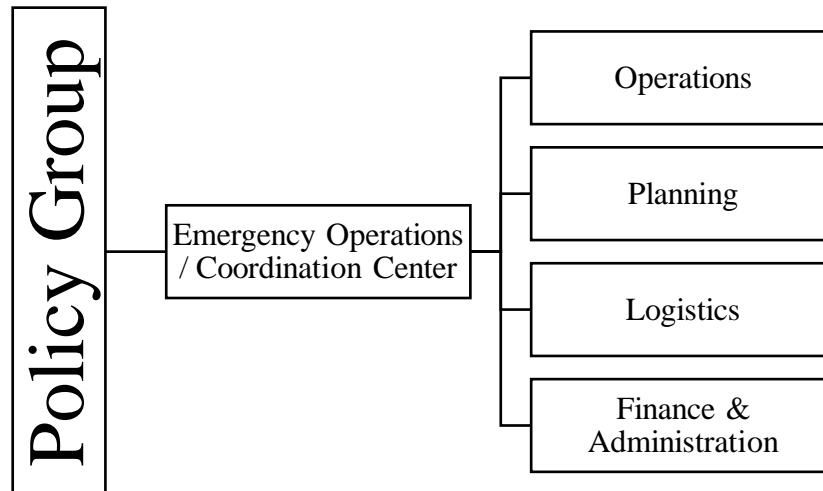 Policy Group
Emergency Operations
/ Coordination Center
Operations
Planning
Logistics
Finance &
Administration